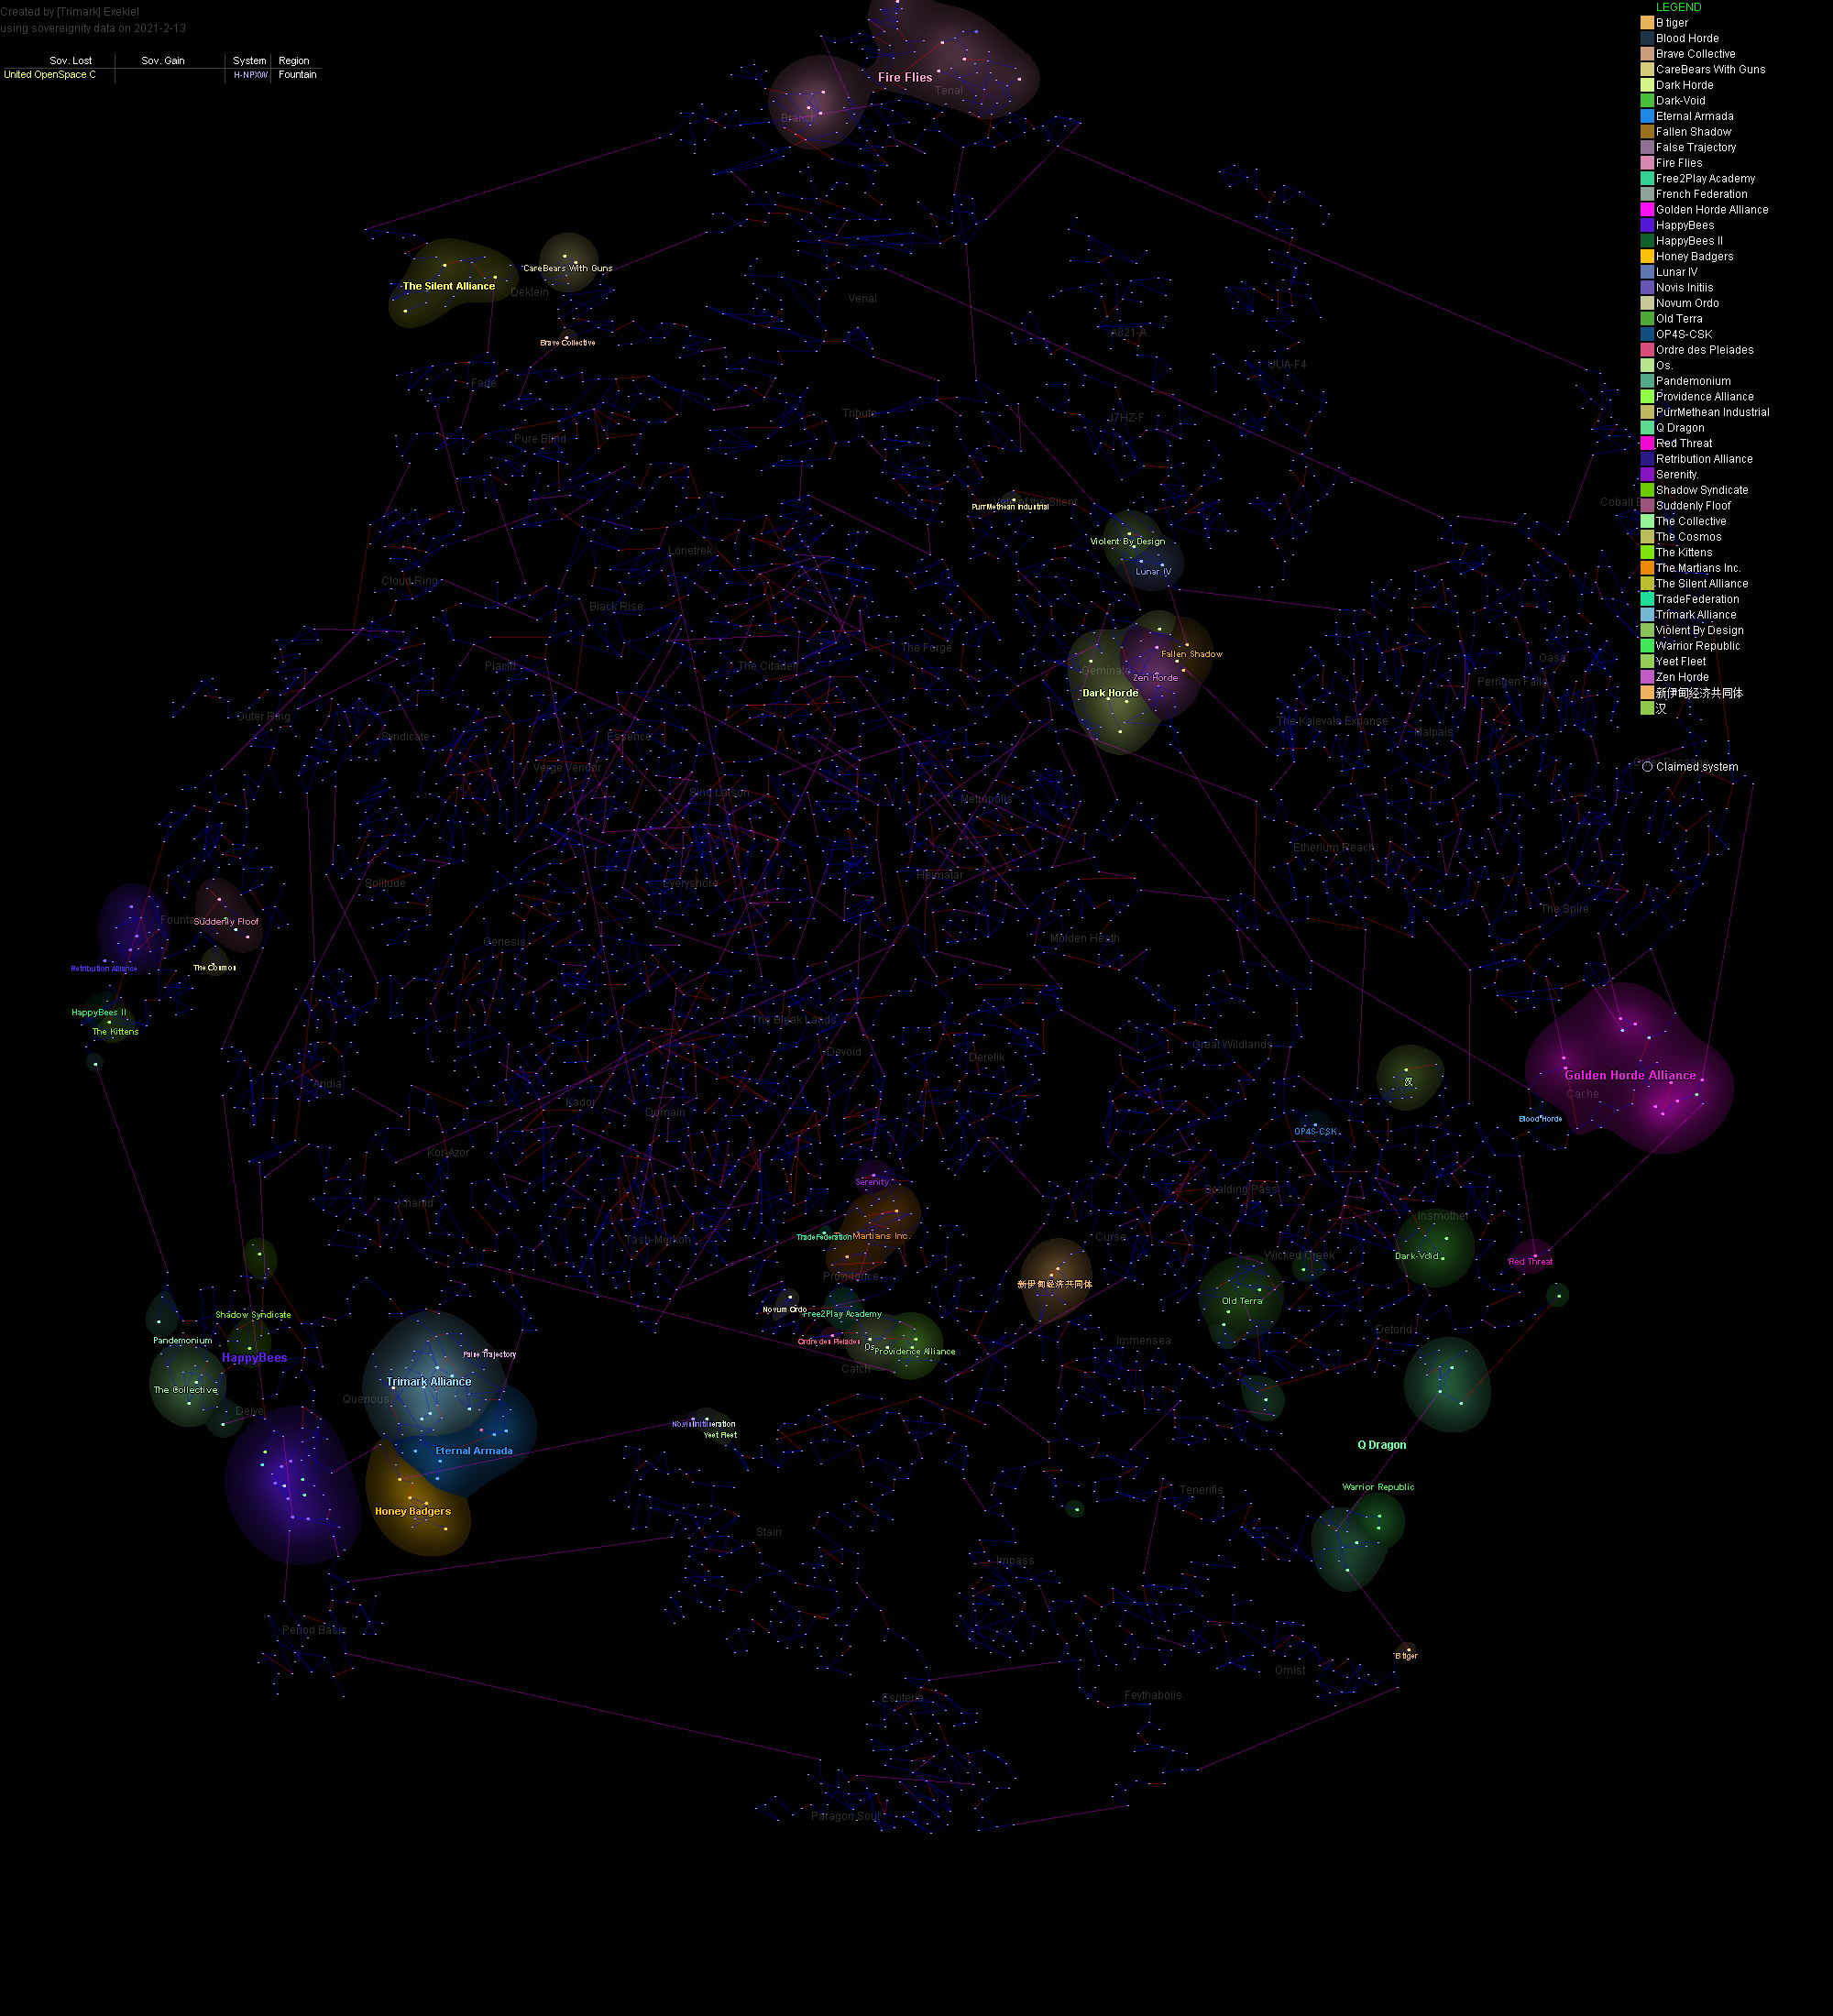 Created by [Trimark] Exekiel
using sovereignity data on 2021-2-13
Sov. Lost Sov. Gain System Region
United OpenSpace C H-NPXW Fountain
LEGEND
B tiger
Blood Horde
Brave Collective
CareBears With Guns
Dark Horde
Dark-Void
Eternal Armada
Fallen Shadow
False Trajectory
Fire Flies
Free2Play Academy
French Federation
Golden Horde Alliance
HappyBees
HappyBees II
Honey Badgers
Lunar IV
Novis Initiis
Novum Ordo
Old Terra
OP4S-CSK
Ordre des Pleiades
Os.
Pandemonium
Providence Alliance
PurrMethean Industrial
Q Dragon
Red Threat
Retribution Alliance
Serenity.
Shadow Syndicate
Suddenly Floof
The Collective
The Cosmos
The Kittens
The Martians Inc.
The Silent Alliance
TradeFederation
Trimark Alliance
Violent By Design
Warrior Republic
Yeet Fleet
Zen Horde
新伊甸经济共同体
汉
Claimed system
Fire Flies
Tenal
Branch
CareBears With Guns
The Silent Alliance
Deklein
Venal
Brave Collective
A821-A
UUA-F4
Fade
Tribute
J7HZ-F
Pure Blind
of the Silent
PurrMethean Industrial
Cobalt
Violent By Design
Lonetrek
Lunar IV
Cloud Ring
Black Rise
The Forge
Fallen Shadow
Oasa
Placid
The Citadel
Geminate
Zen Horde
Perrigen Falls
Dark Horde
Outer Ring
The Kalevala Expanse
Syndicate
Essence
Malpais
Verge Vendor
Sinq Laison
Metropolis
Etherium Reach
Solitude
Everyshore
Heimatar
The Spire
Suddenly Floof
Genesis
Molden Heath
Retribution Alliance
The Cosmos
HappyBees II
The Bleak Lands
The Kittens
Great Wildlands
Devoid
Derelik
Golden Horde Alliance
汉
Aridia
Cache
Kador
Domain
Blood Horde
OP4S-CSK
Kor-Azor
Serenity.
Scalding Pass
Khanid
Insmother
Tash-Murkon
TradeFederation
Martians Inc.
Curse
Wicked Creek
Dark-Void
Red Threat
Providence
新伊甸经济共同体
Old Terra
Novum Ordo
Free2Play Academy
Shadow Syndicate
Detorid
Pandemonium
Ordre des Pleiades
Immensea
Os.
Providence Alliance
HappyBees
False Trajectory
Catch
Trimark Alliance
The Collective
Querious
Delve
Yeet Fleet
Q Dragon
Eternal Armada
Warrior Republic
Tenerifis
Honey Badgers
Stain
Impass
Period Basis
B tiger
Omist
Feythabolis
Esoteria
Paragon Soul